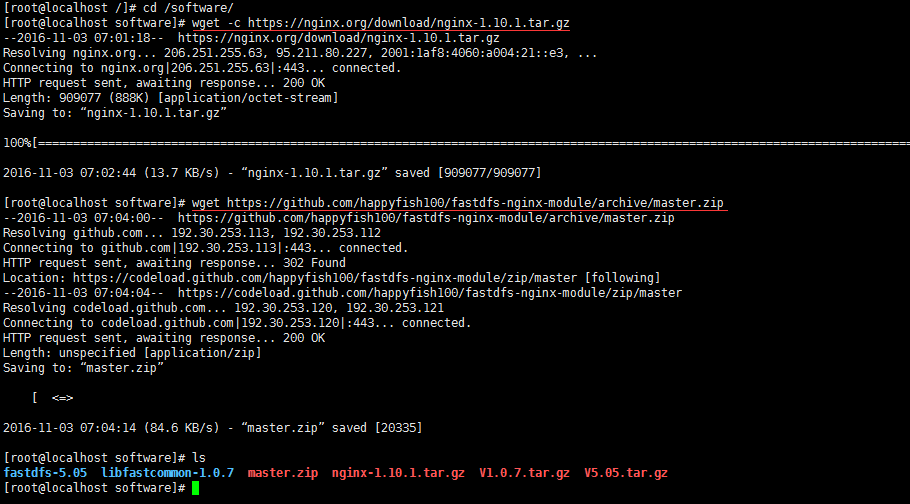 [root@localhost /]# cd /software/
[root@localhost software]# wget -c https://nginx.org/download/nginx-1.10.1.tar.gz
--2016-11-03 07:01:18--  https://nginx.org/download/nginx-1.10.1.tar.gz
Resolving nginx.org... 206.251.255.63, 95.211.80.227, 2001:1af8:4060:a004:21::e3, ...
Connecting to nginx.org|206.251.255.63|:443... connected.
HTTP request sent, awaiting response... 200 OK
Length: 909077 (888K) [application/octet-stream]
Saving to: “nginx-1.10.1.tar.gz”
100%[==============================================================================================================================
2016-11-03 07:02:44 (13.7 KB/s) - “nginx-1.10.1.tar.gz” saved [909077/909077]
[root@localhost software]# wget https://github.com/happyfish100/fastdfs-nginx-module/archive/master.zip
--2016-11-03 07:04:00--  https://github.com/happyfish100/fastdfs-nginx-module/archive/master.zip
Resolving github.com... 192.30.253.113, 192.30.253.112
Connecting to github.com|192.30.253.113|:443... connected.
HTTP request sent, awaiting response... 302 Found
Location: https://codeload.github.com/happyfish100/fastdfs-nginx-module/zip/master [following]
--2016-11-03 07:04:04--  https://codeload.github.com/happyfish100/fastdfs-nginx-module/zip/master
Resolving codeload.github.com... 192.30.253.120, 192.30.253.121
Connecting to codeload.github.com|192.30.253.120|:443... connected.
HTTP request sent, awaiting response... 200 OK
Length: unspecified [application/zip]
Saving to: “master.zip”
[  <=>
2016-11-03 07:04:14 (84.6 KB/s) - “master.zip” saved [20335]
[root@localhost software]# ls
fastdfs-5.05  libfastcommon-1.0.7  master.zip  nginx-1.10.1.tar.gz  V1.0.7.tar.gz  V5.05.tar.gz
[root@localhost software]#